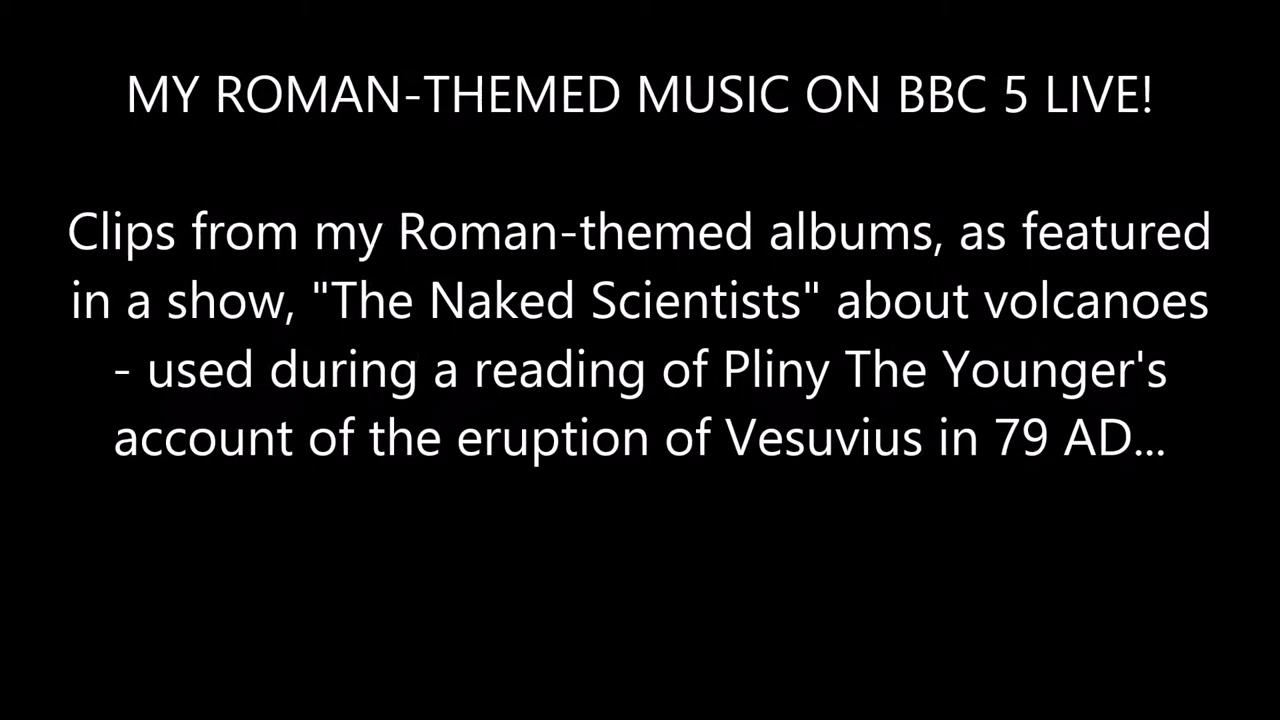 MY ROMAN-THEMED MUSIC ON BBC 5 LIVE!
Clips from my Roman-themed albums, as featured
in a show, "The Naked Scientists" about volcanoes
- used during a reading of Pliny The Younger's
account of the eruption of Vesuvius in 79 AD...